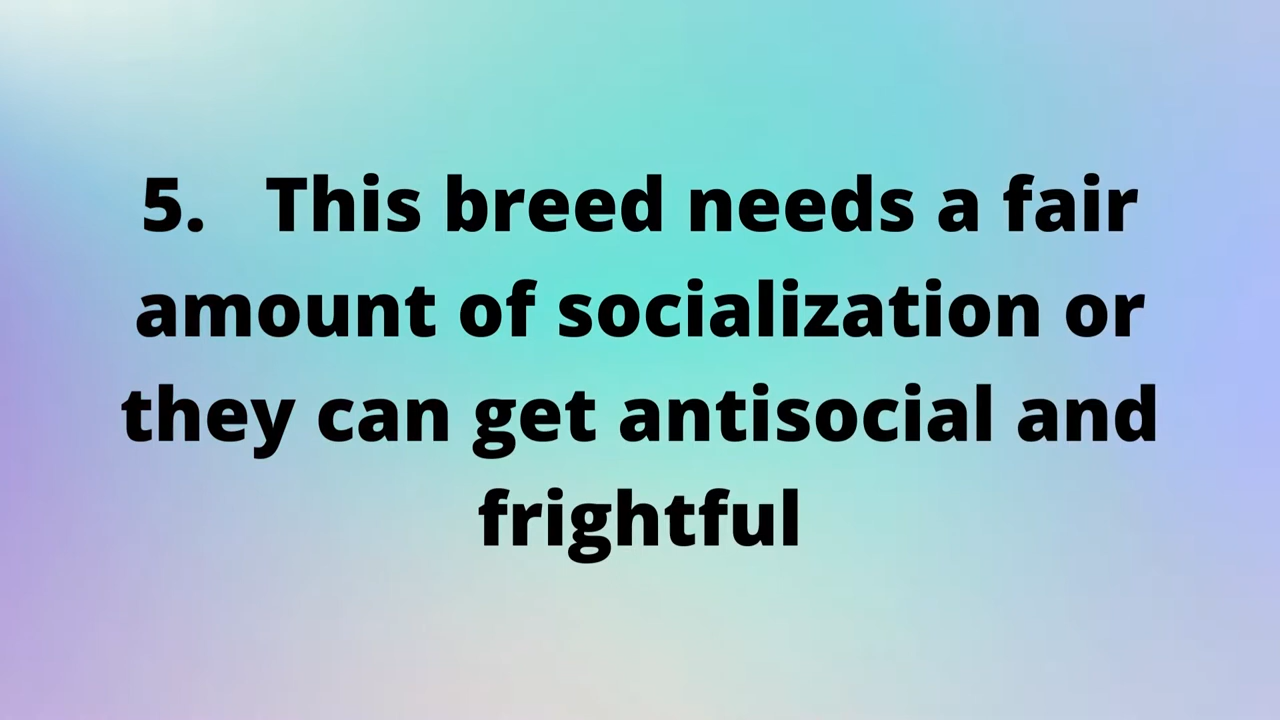 5. This breed needs a fair
amount of socialization or
they can get antisocial and
frightful